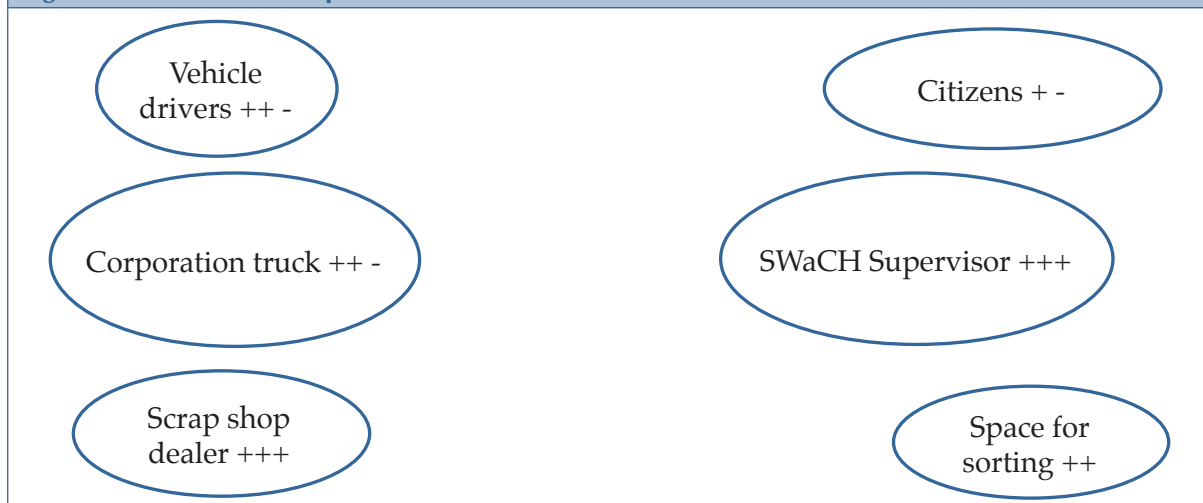 Vehicle
drivers ++ -
Citizens + -
Corporation truck ++ -
SWaCH Supervisor +++
Scrap shop
dealer +++
Space for
sorting ++